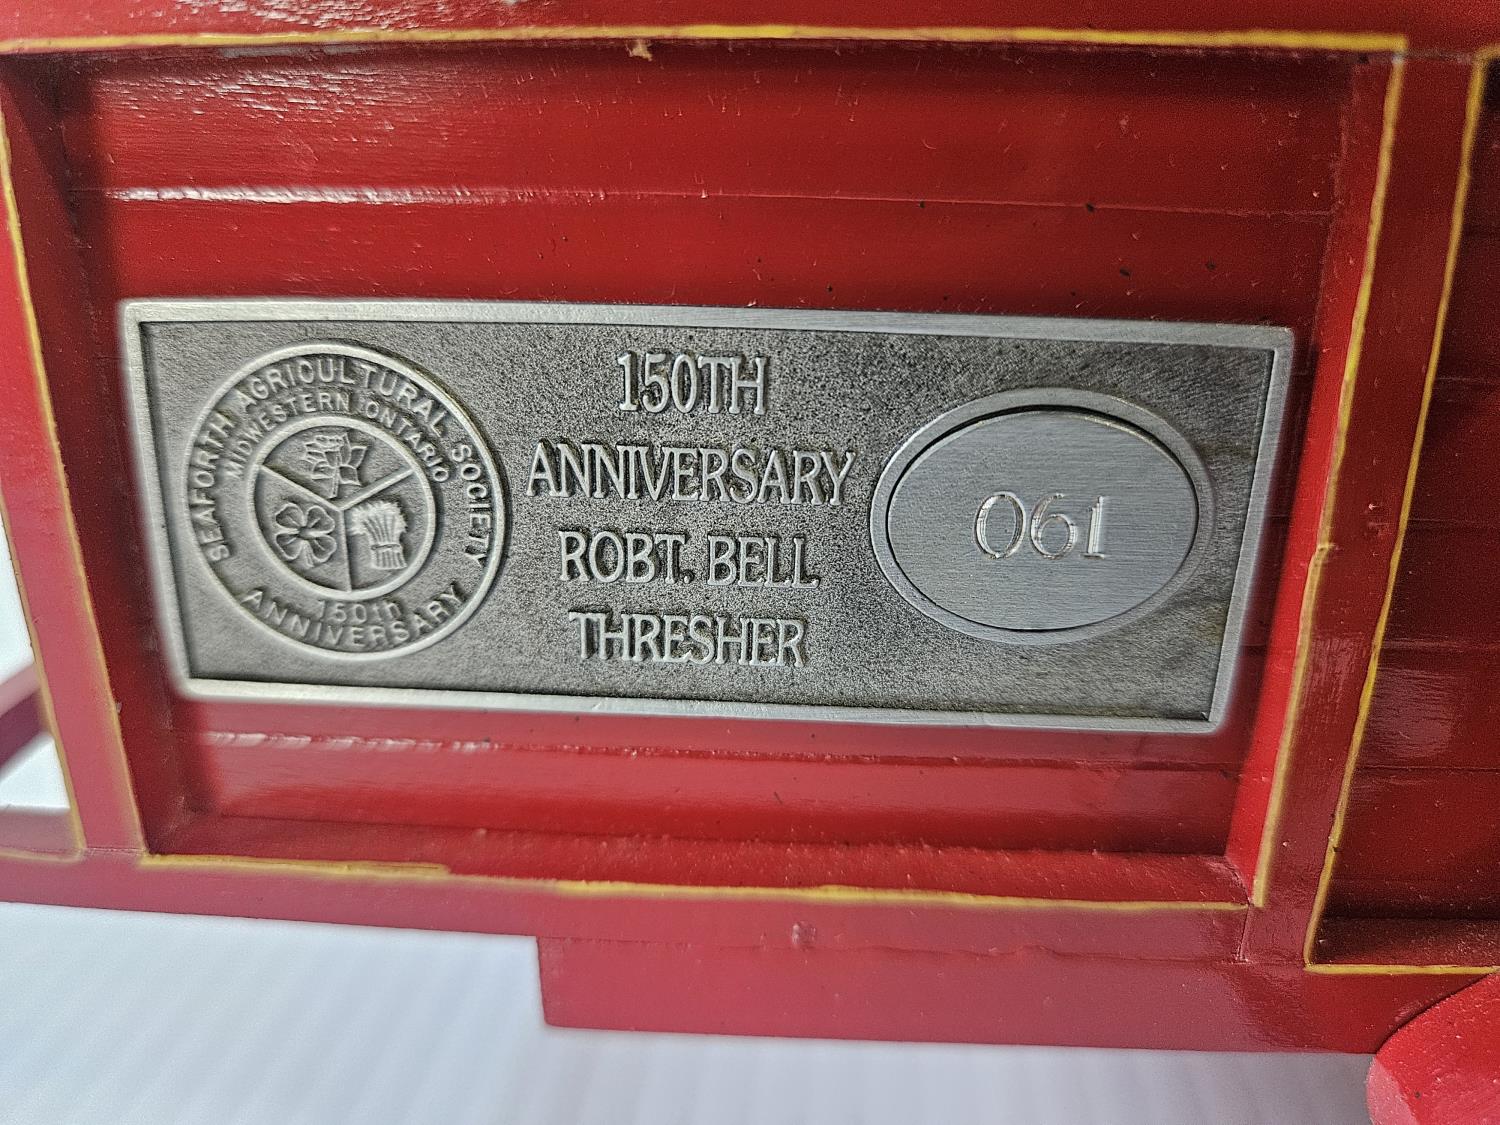 SEAFORTH AGRICULTURAL SOCIETY
MIDWESTERN ONTARIO
150th
ANNIVERSARY
150TH
ANNIVERSARY
ROBT. BELL
THRESHER
061